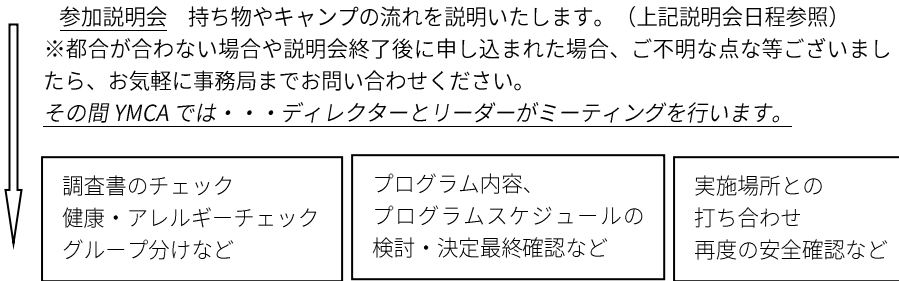 参加説明会　持ち物やキャンプの流れを説明いたします。（上記説明会日程参照）
※都合が合わない場合や説明会終了後に申し込まれた場合、ご不明な点な等ございまし
たら、お気軽に事務局までお問い合わせください。
その間 YMCA では・・・ディレクターとリーダーがミーティングを行います。
調査書のチェック
健康・アレルギーチェック
グループ分けなど
プログラム内容、
プログラムスケジュールの
検討・決定最終確認など
実施場所との
打ち合わせ
再度の安全確認など